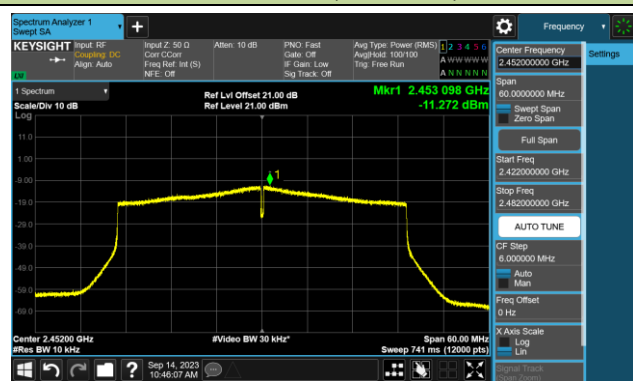 Spectrum Analyzer 1
Swept SA
Frequency
KEYSIGHT
Input: RF
Coupling: DC
Align: Auto
Input Z: 50 Ω
Corr CCorr
Freq Ref: Int (S)
NFE: Off
Atten: 10 dB
PNO: Fast
Gate: Off
IF Gain: Low
Sig Track: Off
Avg Type: Power (RMS)
Avg|Hold: 100/100
Trig: Free Run
1 2 3 4 5 6
A W W W W W
A N N N N N
1 Spectrum
Scale/Div 10 dB
Log
Ref Lvl Offset 21.00 dB
Ref Level 21.00 dBm
Mkr1 2.453 098 GHz
-11.272 dBm
11.0
1.00
-9.00
-19.0
-29.0
-39.0
-49.0
-59.0
-69.0
1
Center 2.45200 GHz
#Res BW 10 kHz
#Video BW 30 kHz*
Span 60.00 MHz
Sweep 741 ms (12000 pts)
Center Frequency
2.452000000 GHz
Settings
Span
60.0000000 MHz
Swept Span
Zero Span
Full Span
Start Freq
2.422000000 GHz
Stop Freq
2.482000000 GHz
AUTO TUNE
CF Step
6.000000 MHz
Auto
Man
Freq Offset
0 Hz
X Axis Scale
Log
Lin
Signal Track
(Span Zoom)
Sep 14, 2023
10:46:07 AM
?